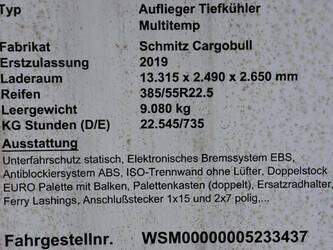 Typ Auflieger Tiefkühler
Multitemp
Fabrikat Schmitz Cargobull
Erstzulassung 2019
Laderaum 13.315 x 2.490 x 2.650 mm
Reifen 385/55R22.5
Leergewicht 9.080 kg
KG Stunden (D/E) 22.545/735
Ausstattung
Unterfahrschutz statisch, Elektronisches Bremssystem EBS,
Antiblockiersystem ABS, ISO-Trennwand ohne Lüfter, Doppelstock
EURO Palette mit Balken, Palettenkasten (doppelt), Ersatzradhalter,
Ferry Lashings, Anschlußstecker 1x15 und 2x7 polig,...
Fahrgestellnr. WSM00000005233437